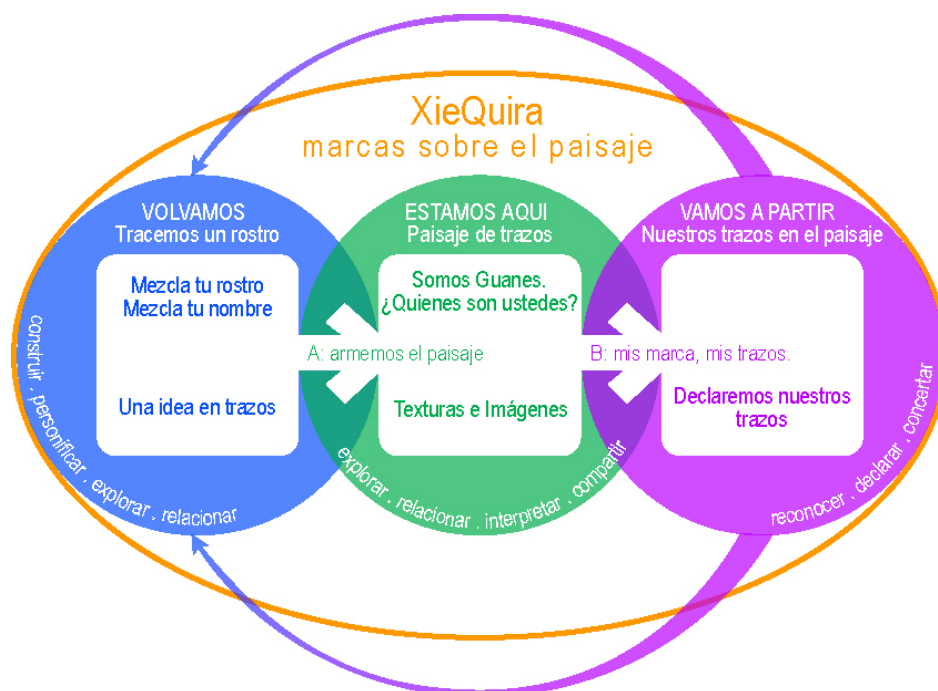 XieQuira
marcas sobre el paisaje
VOLVAMOS
Tracemos un rostro
Mezcla tu rostro
Mezcla tu nombre
Una idea en trazos
construir . personificar . explorar . relacionar
A: armemos el paisaje
ESTAMOS AQUI
Paisaje de trazos
Somos Guanes.
¿Quienes son ustedes?
Texturas e Imágenes
explorar . relacionar . interpretar . compartir
B: mis marca, mis trazos.
VAMOS A PARTIR
Nuestros trazos en el paisaje
Declaremos nuestros
trazos
reconocer . declarar . concertar